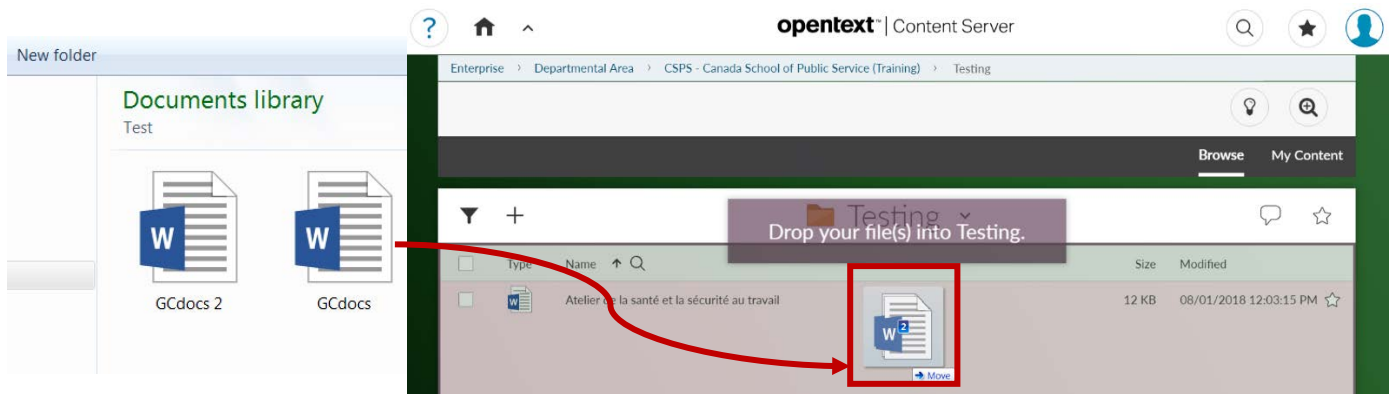 New folder
Documents library
Test
W
W
GCdocs 2
GCdocs
?
opentext™ | Content Server
Enterprise > Departmental Area > CSPS - Canada School of Public Service (Training) > Testing
Browse My Content
Testing
Drop your file(s) into Testing.
Type Name Size Modified
W Atelier de la santé et la sécurité au travail 12 KB 08/01/2018 12:03:15 PM
W 2
Move